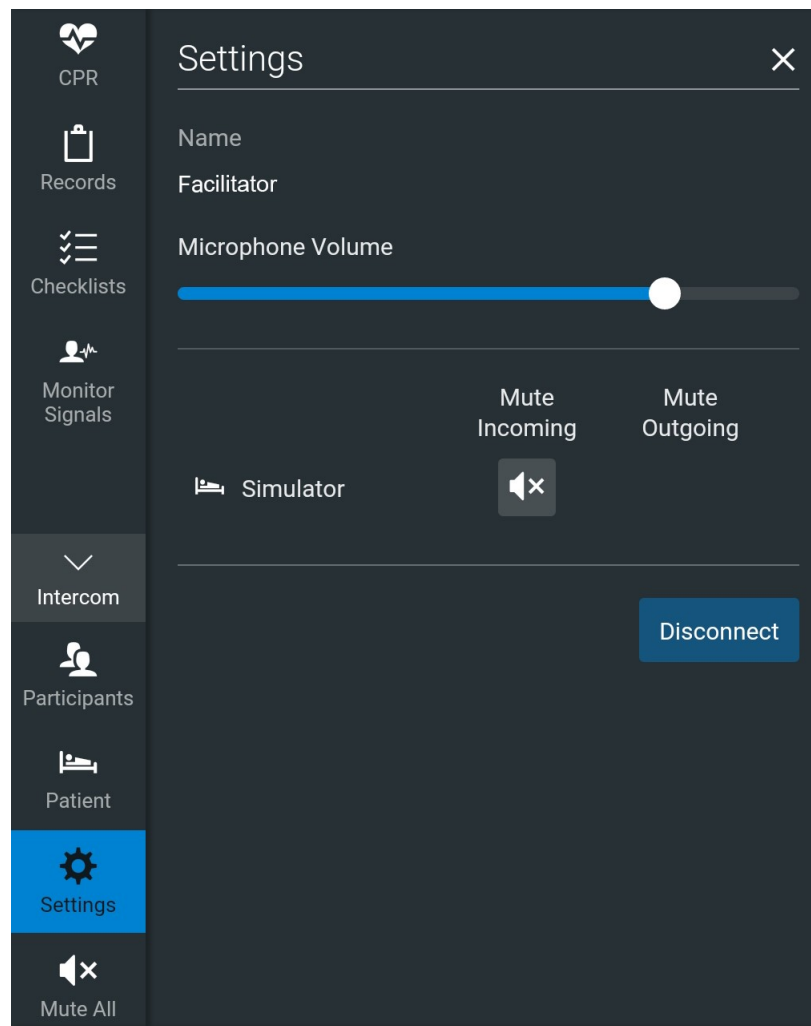 CPR
Records
Checklists
Monitor
Signals
Intercom
Participants
Patient
Settings
Mute All
Settings
Name
Facilitator
Microphone Volume
Mute
Incoming
Mute
Outgoing
Simulator
Disconnect